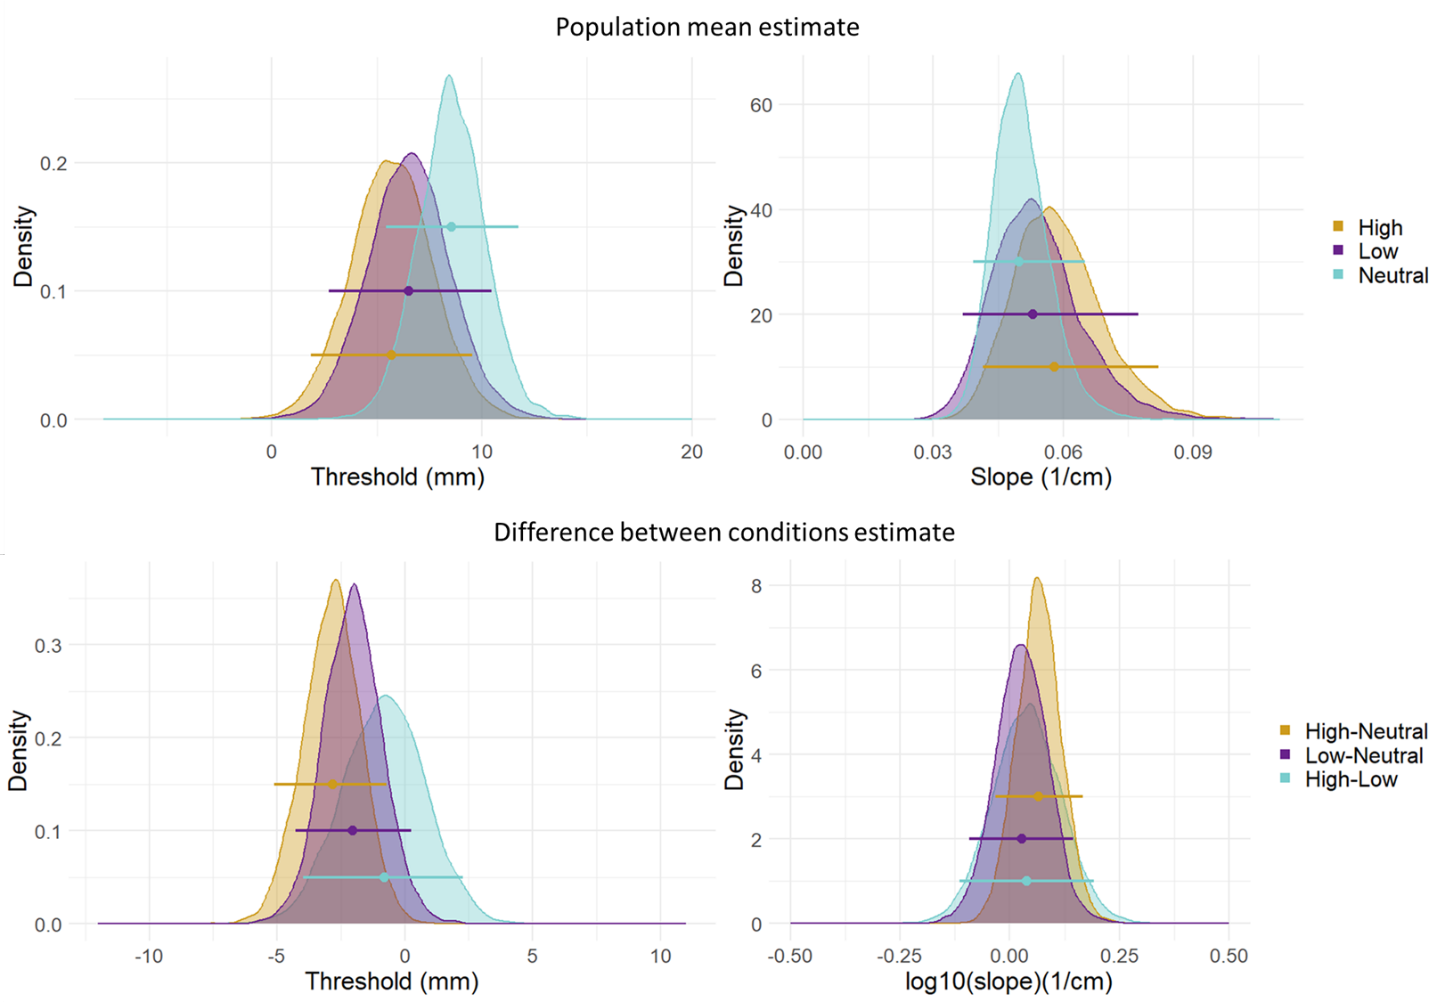 Population mean estimate
Density
0.2
0.1
0.0
0
10
20
Threshold (mm)
Density
60
40
20
0
0.00
0.03
0.06
0.09
Slope (1/cm)
High
Low
Neutral
Difference between conditions estimate
Density
0.3
0.2
0.1
0.0
-10
-5
0
5
10
Threshold (mm)
Density
8
6
4
2
0
-0.50
-0.25
0.00
0.25
0.50
log10(slope)(1/cm)
High-Neutral
Low-Neutral
High-Low